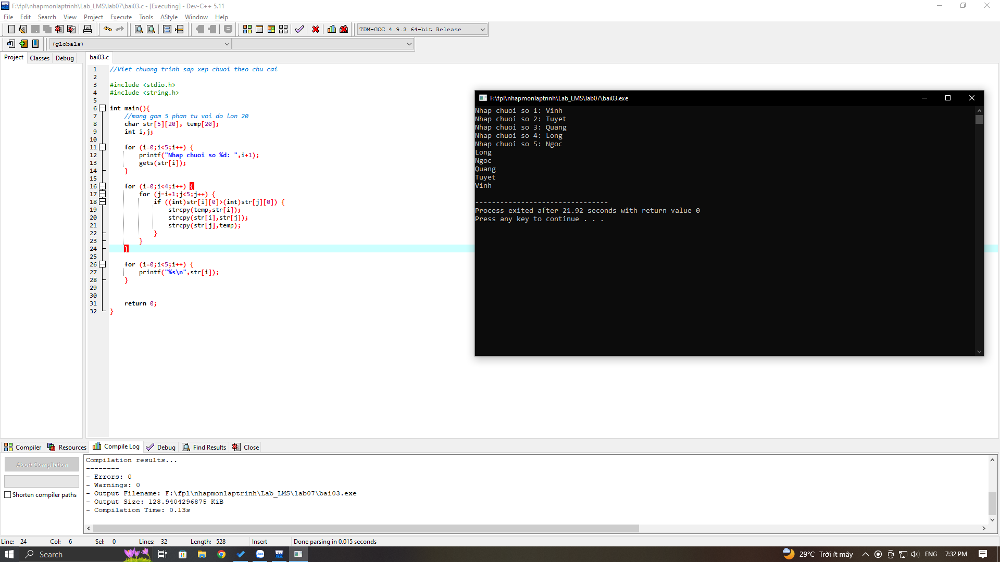 F:\fpl\nhapmonlaptrinh\Lab_LMS\lab07\bai03.c - [Executing] - Dev-C++ 5.11
File Edit Search View Project Execute Tools AStyle Window Help
TDM-GCC 4.9.2 64-bit Release
(globals)
Project Classes Debug
bai03.c
1 //Viet chuong trinh sap xep chuoi theo chu cai
2
3 #include <stdio.h>
4 #include <string.h>
5
6 int main(){
7 //mang gom 5 phan tu voi do lon 20
8 char str[5][20], temp[20];
9 int i,j;
10
11 for (i=0;i<5;i++) {
12 printf("Nhap chuoi so %d: ",i+1);
13 gets(str[i]);
14 }
15
16 for (i=0;i<4;i++) {
17 for (j=i+1;j<5;j++) {
18 if ((int)str[i][0]>(int)str[j][0]) {
19 strcpy(temp,str[i]);
20 strcpy(str[i],str[j]);
21 strcpy(str[j],temp);
22 }
23 }
24 }
25
26 for (i=0;i<5;i++) {
27 printf("%s\n",str[i]);
28 }
29
30
31 return 0;
32 }
F:\fpl\nhapmonlaptrinh\Lab_LMS\lab07\bai03.exe
Nhap chuoi so 1: Vinh
Nhap chuoi so 2: Tuyet
Nhap chuoi so 3: Quang
Nhap chuoi so 4: Long
Nhap chuoi so 5: Ngoc
Long
Ngoc
Quang
Tuyet
Vinh
--------------------------------
Process exited after 21.92 seconds with return value 0
Press any key to continue . . .
Compiler Resources Compile Log Debug Find Results Close
Abort Compilation
Shorten compiler paths
Compilation results...
--------
- Errors: 0
- Warnings: 0
- Output Filename: F:\fpl\nhapmonlaptrinh\Lab_LMS\lab07\bai03.exe
- Output Size: 128.9404296875 KiB
- Compilation Time: 0.13s
Line: 24 Col: 6 Sel: 0 Lines: 32 Length: 528 Insert Done parsing in 0.015 seconds
Search
Zalo
DEV
29°C Trời ít mây
ENG
7:32 PM